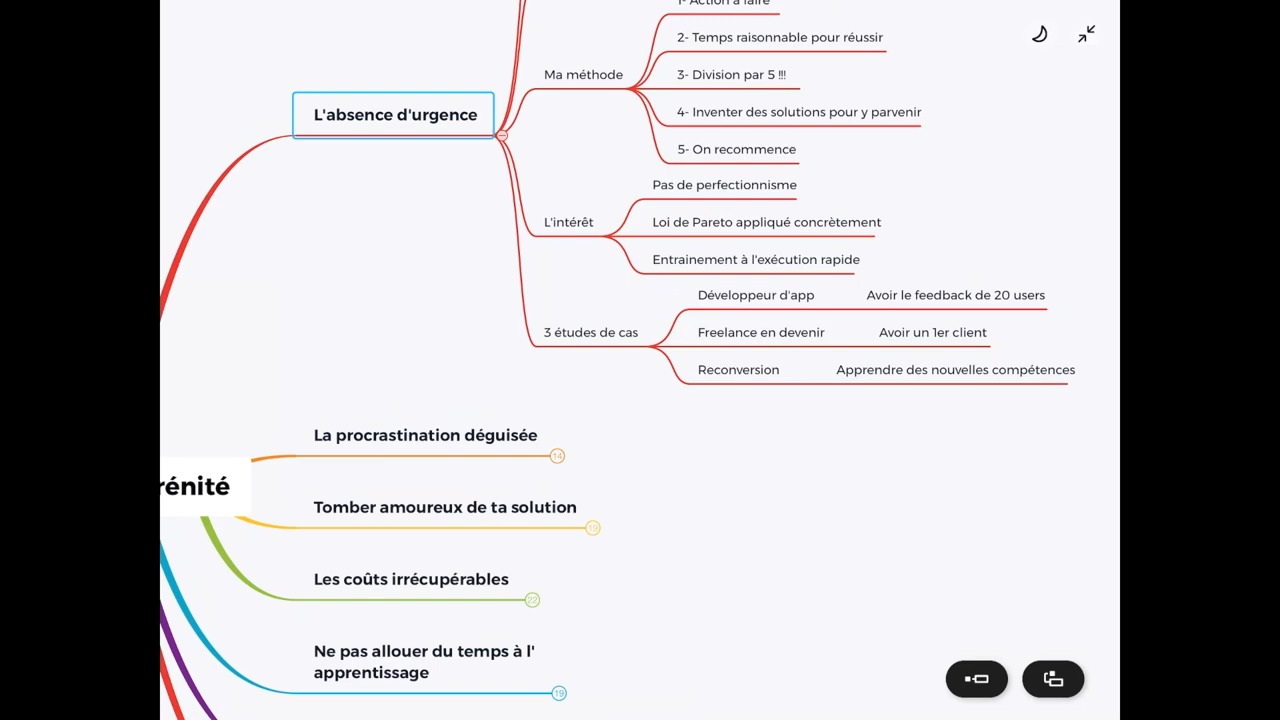 1- Action à faire
2- Temps raisonnable pour réussir
Ma méthode
3- Division par 5 !!!
L'absence d'urgence
4- Inventer des solutions pour y parvenir
5- On recommence
Pas de perfectionnisme
L'intérêt
Loi de Pareto appliqué concrètement
Entrainement à l'exécution rapide
Développeur d'app
Avoir le feedback de 20 users
3 études de cas
Freelance en devenir
Avoir un 1er client
Reconversion
Apprendre des nouvelles compétences
La procrastination déguisée
14
rénité
Tomber amoureux de ta solution
19
Les coûts irrécupérables
22
Ne pas allouer du temps à l'
apprentissage
19